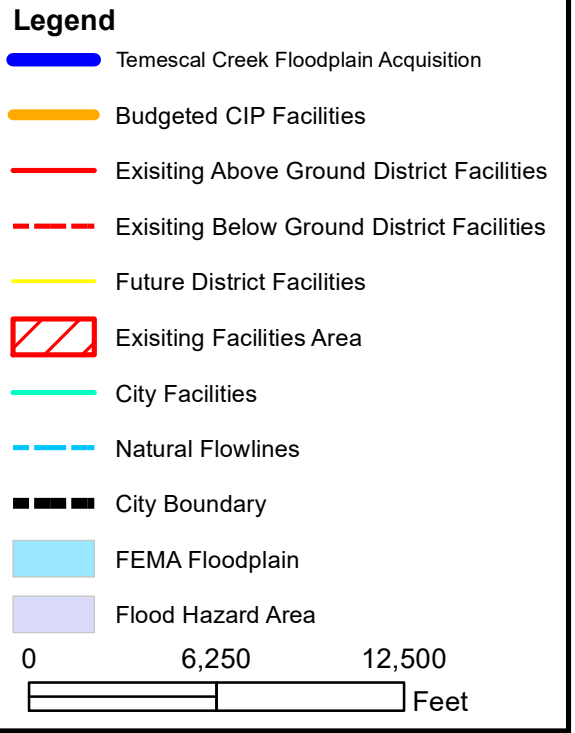 Legend
Temescal Creek Floodplain Acquisition
Budgeted CIP Facilities
Exisiting Above Ground District Facilities
Exisiting Below Ground District Facilities
Future District Facilities
Exisiting Facilities Area
City Facilities
Natural Flowlines
City Boundary
FEMA Floodplain
Flood Hazard Area
0 6,250 12,500
Feet